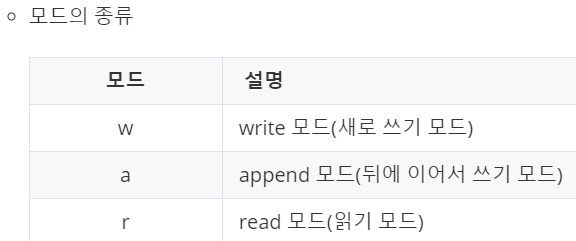 모드의 종류
모드 설명
w write 모드(새로 쓰기 모드)
a append 모드(뒤에 이어서 쓰기 모드)
r read 모드(읽기 모드)